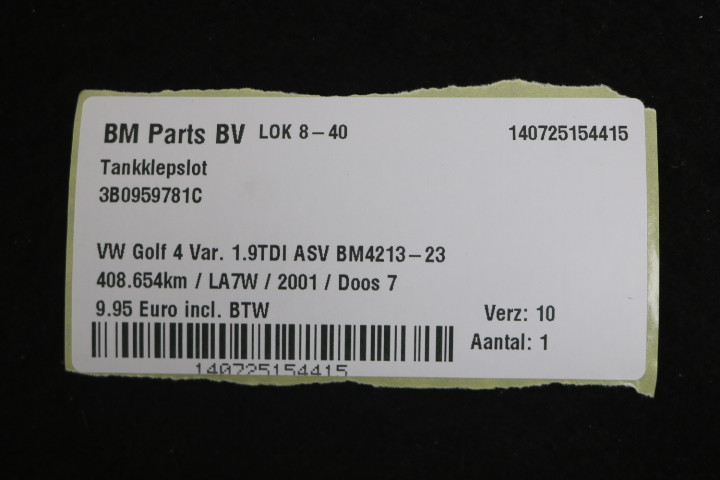 BM Parts BV LOK 8-40 140725154415
Tankklepslot
3B0959781C
VW Golf 4 Var. 1.9TDI ASV BM4213-23
408.654km / LA7W / 2001 / Doos 7
9.95 Euro incl. BTW Verz: 10
Aantal: 1
140725154415